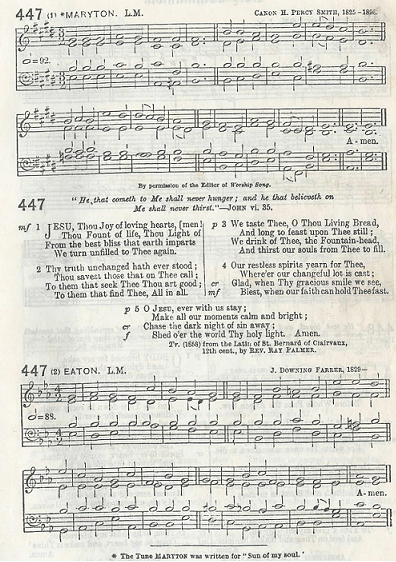 447 (1) *MARYTON. L.M. CANON H. PERCY SMITH, 1825–1898.
=92.
A - men.
By permission of the Editor of Worship Song.
447 "He that cometh to Me shall never hunger; and he that believeth on
Me shall never thirst."—JOHN vi. 35.
mf 1 JESU, Thou Joy of loving hearts, [men!
Thou Fount of life, Thou Light of
From the best bliss that earth imparts
We turn unfilled to Thee again.
2 Thy truth unchanged hath ever stood;
Thou savest those that on Thee call;
To them that seek Thee Thou art good;
To them that find Thee, All in all.
p 3 We taste Thee, O Thou Living Bread,
And long to feast upon Thee still;
We drink of Thee, the Fountain-head,
And thirst our souls from Thee to fill.
4 Our restless spirits yearn for Thee,
Where'er our changeful lot is cast;
cr Glad, when Thy gracious smile we see,
mf Blest, when our faith can hold Thee fast.
p 5 O JESU, ever with us stay;
Make all our moments calm and bright;
cr Chase the dark night of sin away;
f Shed o'er the world Thy holy light. Amen.
Tr. (1858) from the Latin of St. Bernard of Clairvaux,
12th cent., by REV. RAY PALMER.
447 (2) EATON. L.M. J. DOWNING FARRER, 1829–
=88.
A- men.
* The Tune MARYTON was written for "Sun of my soul."